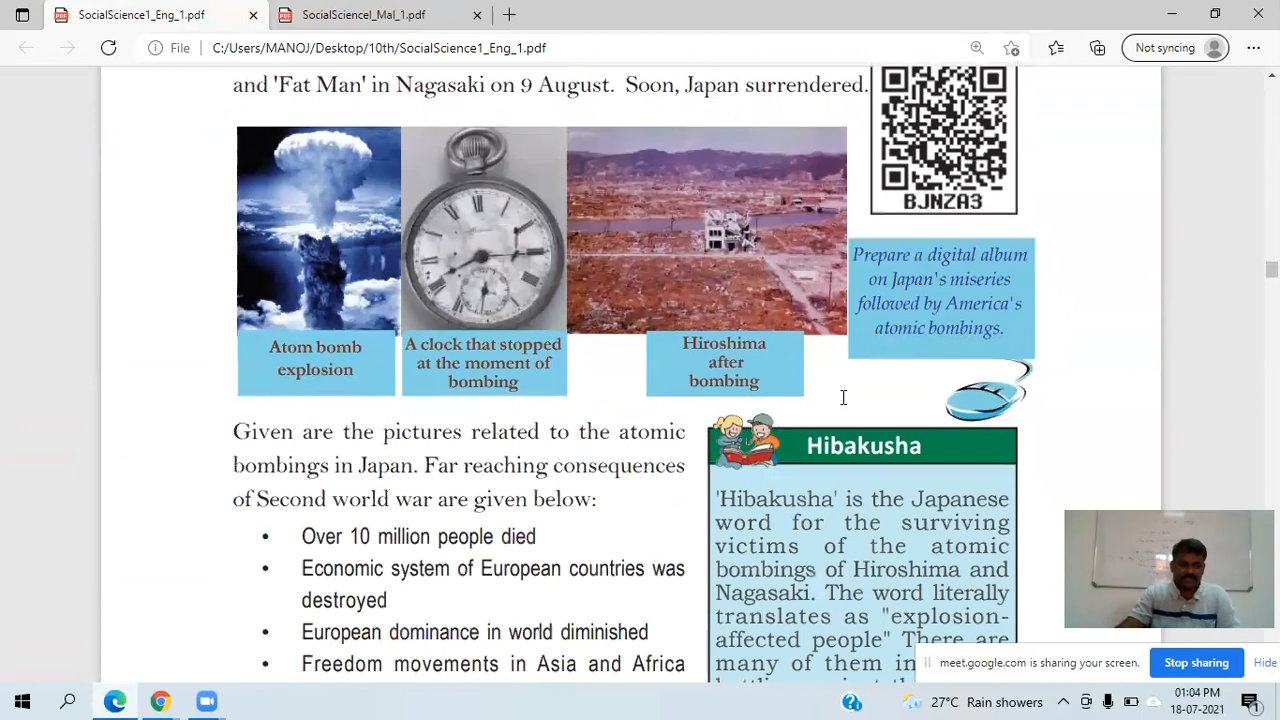 SocialScience1_Eng_1.pdf
SocialScienceI_Mal_1.pdf
File
C:/Users/MANOJ/Desktop/10th/SocialScience1_Eng_1.pdf
Not syncing
and 'Fat Man' in Nagasaki on 9 August. Soon, Japan surrendered.
BJNZA3
Prepare a digital album
on Japan's miseries
followed by America's
atomic bombings.
Atom bomb
explosion
A clock that stopped
at the moment of
bombing
Hiroshima
after
bombing
Given are the pictures related to the atomic
bombings in Japan. Far reaching consequences
of Second world war are given below:
• Over 10 million people died
• Economic system of European countries was
destroyed
• European dominance in world diminished
• Freedom movements in Asia and Africa
Hibakusha
'Hibakusha' is the Japanese
word for the surviving
victims of the atomic
bombings of Hiroshima and
Nagasaki. The word literally
translates as "explosion-
affected people" There are
many of them in
meet.google.com is sharing your screen.
Stop sharing
Hide
27°C Rain showers
01:04 PM
18-07-2021